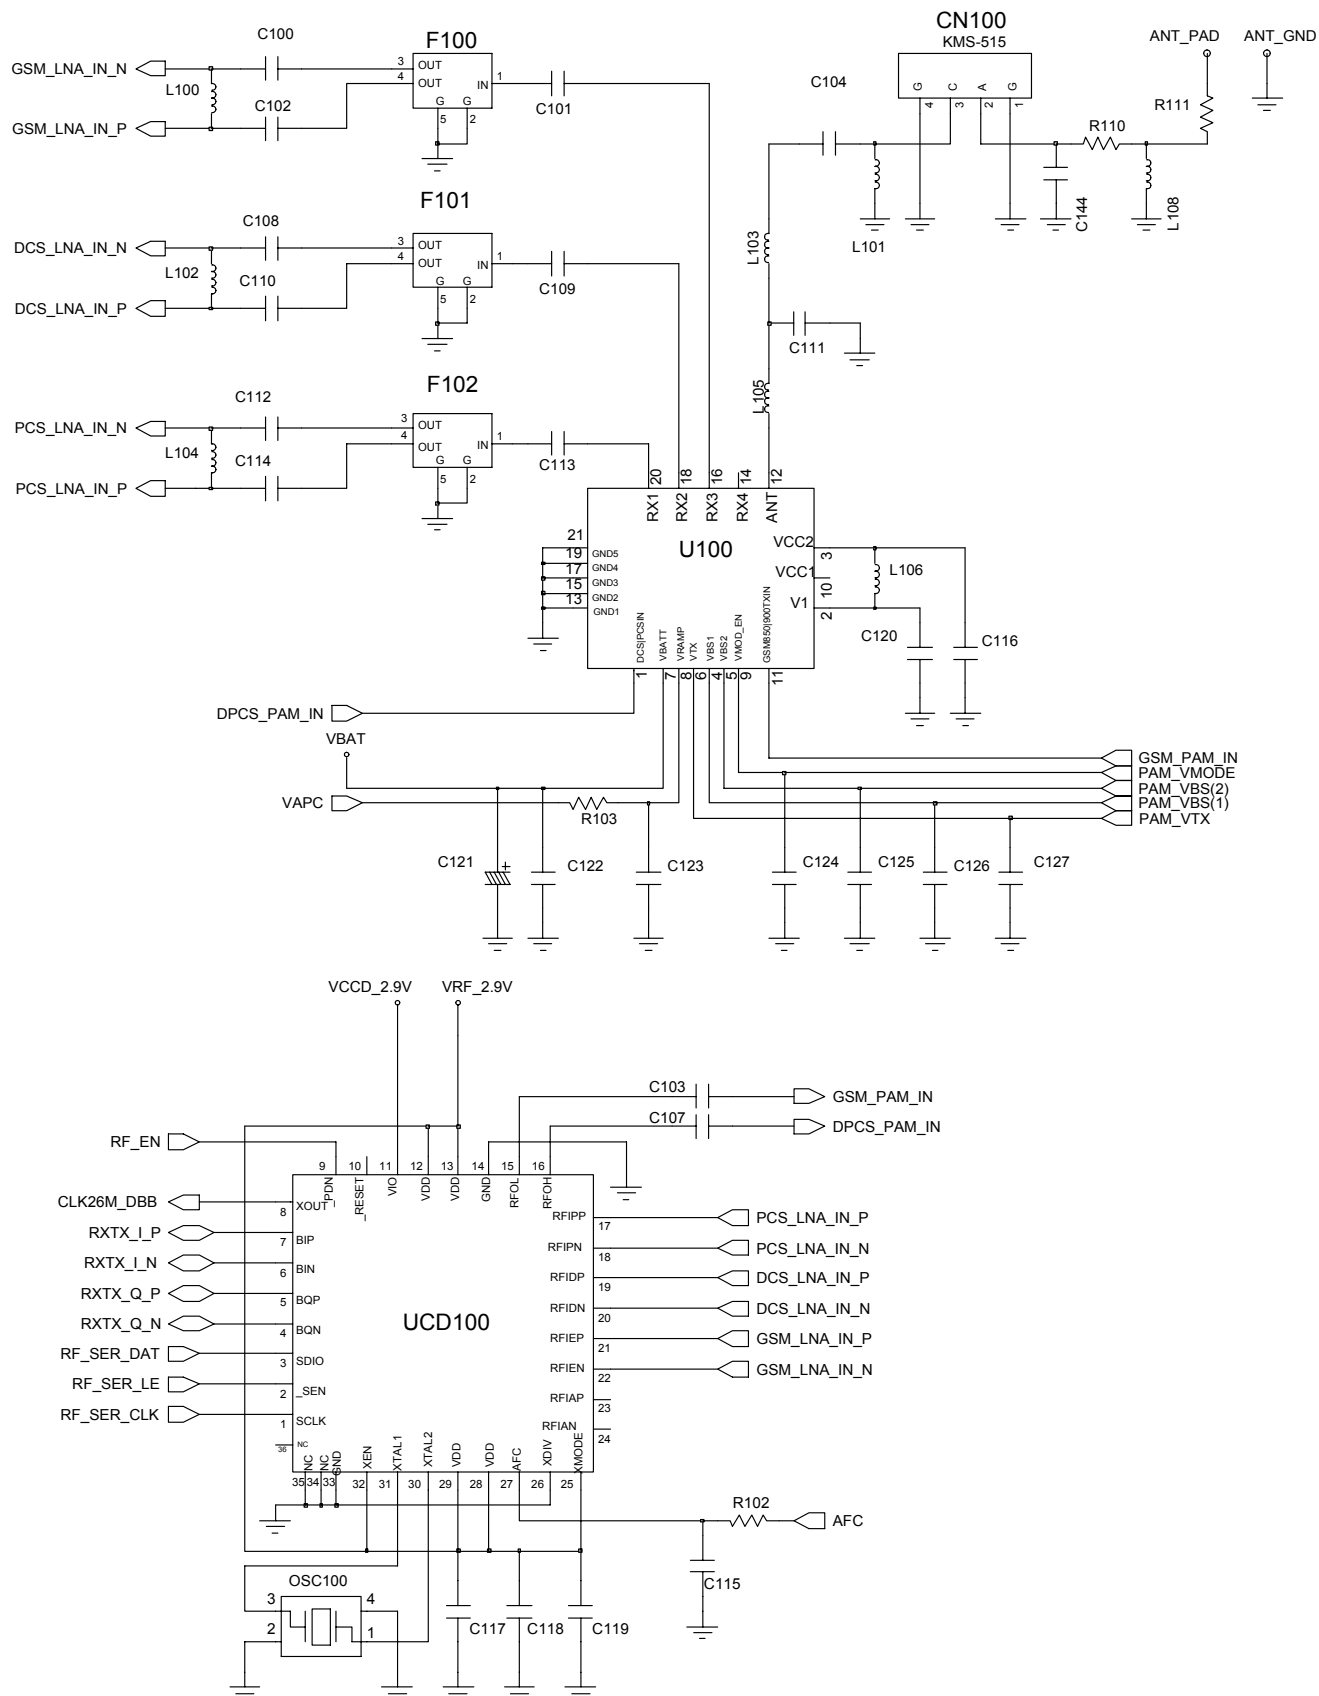 CN100
KMS-515
ANT_PAD
ANT_GND
C100
F100
GSM_LNA_IN_N
3
OUT
4
OUT
IN
1
L100
C102
C101
G
G
5
2
GSM_LNA_IN_P
C104
G
C
A
G
4
3
2
1
R111
R110
F101
C108
DCS_LNA_IN_N
3
OUT
4
OUT
IN
1
L102
C110
C109
G
G
5
2
DCS_LNA_IN_P
L103
L101
C144
L108
C111
F102
C112
PCS_LNA_IN_N
3
OUT
4
OUT
IN
1
L104
C114
C113
G
G
5
2
PCS_LNA_IN_P
L105
20
18
16
14
12
RX1
RX2
RX3
RX4
ANT
U100
21
19
17
15
13
GND5
GND4
GND3
GND2
GND1
VCC2
3
VCC1
10
V1
2
L106
C120
C116
DCS|PCSIN
VBATT
VRAMP
VTX
VBS1
VBS2
VMOD_EN
GSM850|900TXIN
1
7
8
6
4
5
9
11
DPCS_PAM_IN
VBAT
VAPC
R103
GSM_PAM_IN
PAM_VMODE
PAM_VBS(2)
PAM_VBS(1)
PAM_VTX
C121
+
C122
C123
C124
C125
C126
C127
VCCD_2.9V
VRF_2.9V
C103
GSM_PAM_IN
C107
DPCS_PAM_IN
RF_EN
9
10
11
12
13
14
15
16
_PDN
_RESET
VIO
VDD
VDD
GND
RFOL
RFOH
CLK26M_DBB
8
XOUT
RXTX_I_P
7
BIP
RXTX_I_N
6
BIN
RXTX_Q_P
5
BQP
RXTX_Q_N
4
BQN
RF_SER_DAT
3
SDIO
RF_SER_LE
2
_SEN
RF_SER_CLK
1
SCLK
36
NC
UCD100
RFIPP
17
PCS_LNA_IN_P
RFIPN
18
PCS_LNA_IN_N
RFIDP
19
DCS_LNA_IN_P
RFIDN
20
DCS_LNA_IN_N
RFIEP
21
GSM_LNA_IN_P
RFIEN
22
GSM_LNA_IN_N
RFIAP
23
RFIAN
24
NC
NC
GND
XEN
XTAL1
XTAL2
VDD
VDD
AFC
XDIV
XMODE
35
34
33
32
31
30
29
28
27
26
25
R102
AFC
C115
OSC100
3
4
2
1
C117
C118
C119